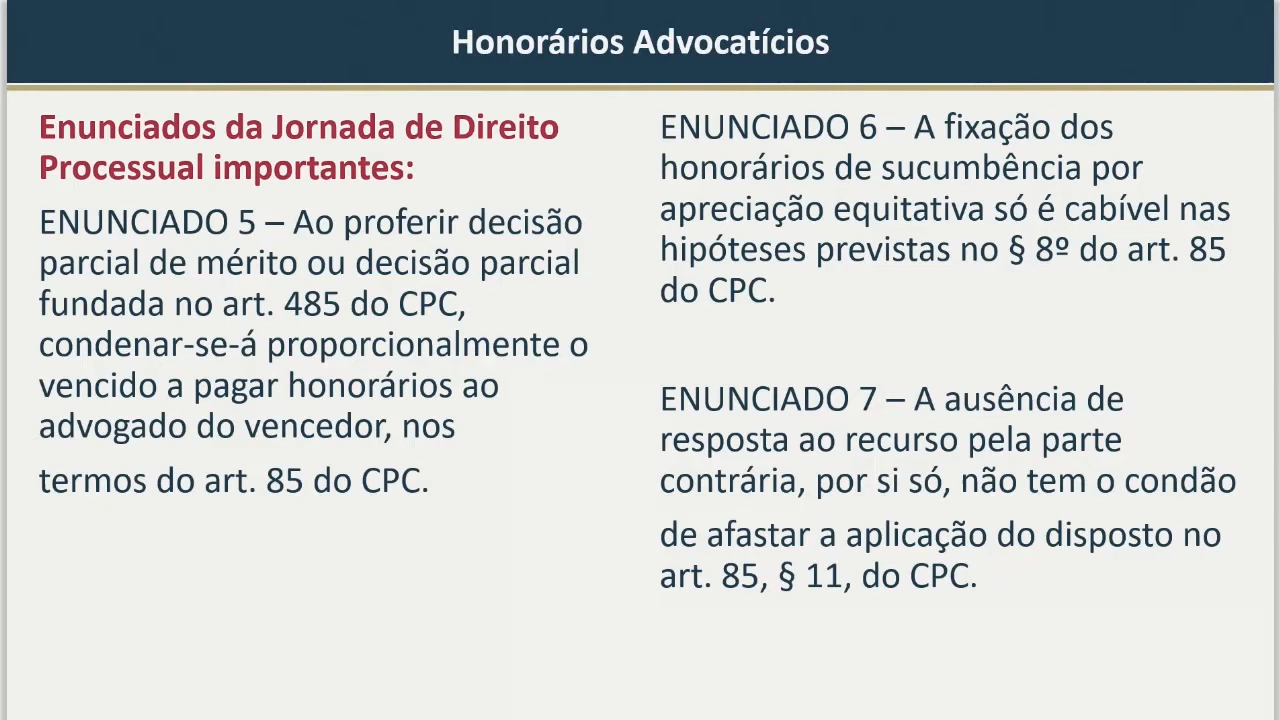 Honorários Advocatícios
Enunciados da Jornada de Direito
Processual importantes:
ENUNCIADO 5 – Ao proferir decisão
parcial de mérito ou decisão parcial
fundada no art. 485 do CPC,
condenar-se-á proporcionalmente o
vencido a pagar honorários ao
advogado do vencedor, nos
termos do art. 85 do CPC.
ENUNCIADO 6 – A fixação dos
honorários de sucumbência por
apreciação equitativa só é cabível nas
hipóteses previstas no § 8º do art. 85
do CPC.
ENUNCIADO 7 – A ausência de
resposta ao recurso pela parte
contrária, por si só, não tem o condão
de afastar a aplicação do disposto no
art. 85, § 11, do CPC.